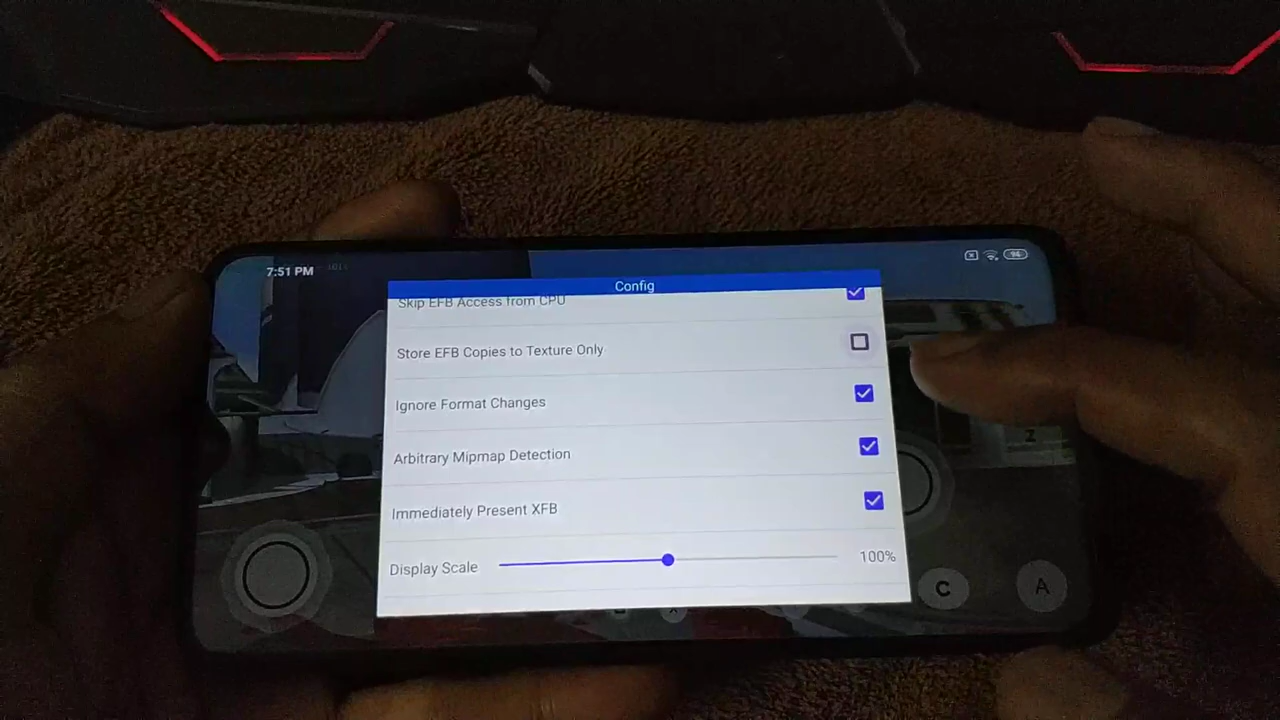 7:51 PM
94
Config
Skip EFB Access from CPU
Store EFB Copies to Texture Only
Ignore Format Changes
Z
Arbitrary Mipmap Detection
Immediately Present XFB
Display Scale 100%
C
A